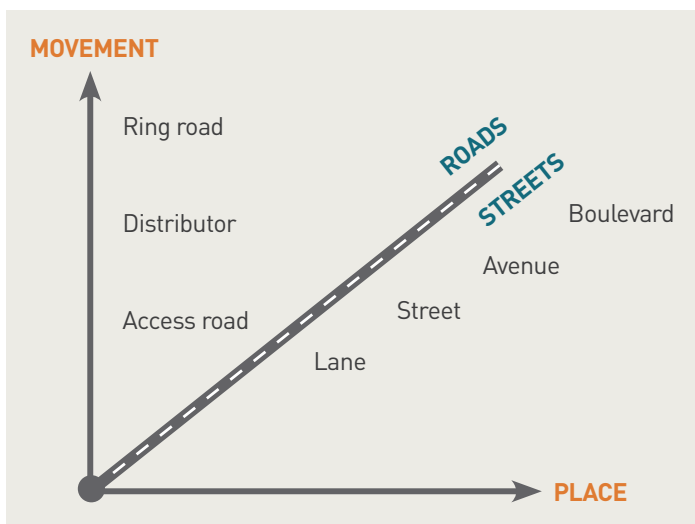 MOVEMENT
Ring road
ROADS
STREETS
Boulevard
Distributor
Avenue
Street
Access road
Lane
PLACE